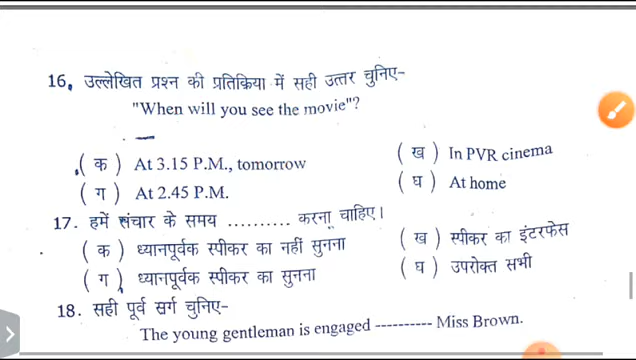 16. उल्लेखित प्रश्न की प्रतिक्रिया में सही उत्तर चुनिए-
"When will you see the movie"?
(क) At 3.15 P.M., tomorrow (ख) In PVR cinema
(ग) At 2.45 P.M. (घ) At home
17. हमें संचार के समय .......... करना चाहिए।
(क) ध्यानपूर्वक स्पीकर का नहीं सुनना (ख) स्पीकर का इंटरफेस
(ग) ध्यानपूर्वक स्पीकर का सुनना (घ) उपरोक्त सभी
18. सही पूर्व सर्ग चुनिए-
The young gentleman is engaged ---------- Miss Brown.